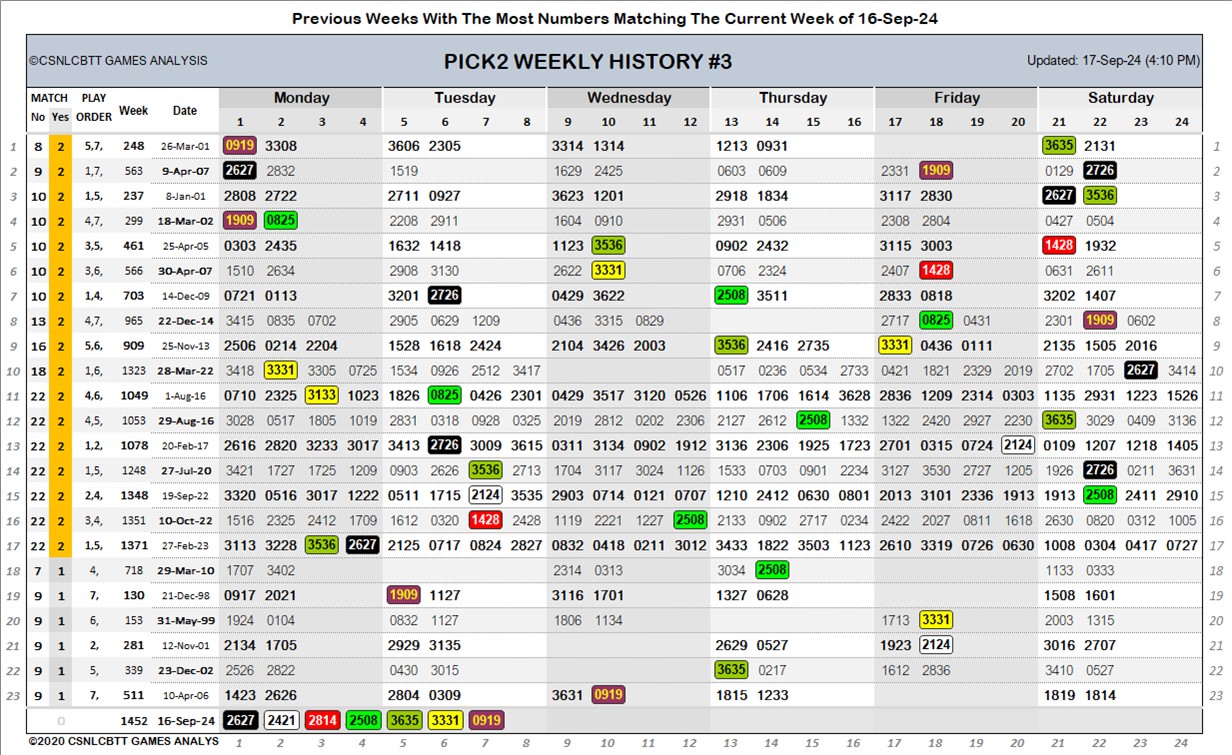 Previous Weeks With The Most Numbers Matching The Current Week of 16-Sep-24
©CSNLCBTT GAMES ANALYSIS PICK2 WEEKLY HISTORY #3 Updated: 17-Sep-24 (4:10 PM)
MATCH PLAY Week Date Monday Tuesday Wednesday Thursday Friday Saturday
No Yes ORDER 1 2 3 4 5 6 7 8 9 10 11 12 13 14 15 16 17 18 19 20 21 22 23 24
1 8 2 5,7, 248 26-Mar-01 0919 3308 3606 2305 3314 1314 1213 0931 3635 2131 1
2 9 2 1,7, 563 9-Apr-07 2627 2832 1519 1629 2425 0603 0609 2331 1909 0129 2726 2
3 10 2 1,5, 237 8-Jan-01 2808 2722 2711 0927 3623 1201 2918 1834 3117 2830 2627 3536 3
4 10 2 4,7, 299 18-Mar-02 1909 0825 2208 2911 1604 0910 2931 0506 2308 2804 0427 0504 4
5 10 2 3,5, 461 25-Apr-05 0303 2435 1632 1418 1123 3536 0902 2432 3115 3003 1428 1932 5
6 10 2 3,6, 566 30-Apr-07 1510 2634 2908 3130 2622 3331 0706 2324 2407 1428 0631 2611 6
7 10 2 1,4, 703 14-Dec-09 0721 0113 3201 2726 0429 3622 2508 3511 2833 0818 3202 1407 7
8 13 2 4,7, 965 22-Dec-14 3415 0835 0702 2905 0629 1209 0436 3315 0829 2717 0825 0431 2301 1909 0602 8
9 16 2 5,6, 909 25-Nov-13 2506 0214 2204 1528 1618 2424 2104 3426 2003 3536 2416 2735 3331 0436 0111 2135 1505 2016 9
10 18 2 1,6, 1323 28-Mar-22 3418 3331 3305 0725 1534 0926 2512 3417 0517 0236 0534 2733 0421 1821 2329 2019 2702 1705 2627 3414 10
11 22 2 4,6, 1049 1-Aug-16 0710 2325 3133 1023 1826 0825 0426 2301 0429 3517 3120 0526 1106 1706 1614 3628 2836 1209 2314 0303 1135 2931 1223 1526 11
12 22 2 4,5, 1053 29-Aug-16 3028 0517 1805 1019 2831 0318 0928 0325 2019 2812 0202 2306 2127 2612 2508 1332 1322 2420 2927 2230 3635 3029 0409 3136 12
13 22 2 1,2, 1078 20-Feb-17 2616 2820 3233 3017 3413 2726 3009 3615 0311 3134 0902 1912 3136 2306 1925 1723 2701 0315 0724 2124 0109 1207 1218 1405 13
14 22 2 1,5, 1248 27-Jul-20 3421 1727 1725 1209 0903 2626 3536 2713 1704 3117 3024 1126 1533 0703 0901 2234 3127 3530 2727 1205 1926 2726 0211 3631 14
15 22 2 2,4, 1348 19-Sep-22 3320 0516 3017 1222 0511 1715 2124 3535 2903 0714 0121 0707 1210 2412 0630 0801 2013 3101 2336 1913 1913 2508 2411 2910 15
16 22 2 3,4, 1351 10-Oct-22 1516 2325 2412 1709 1612 0320 1428 2428 1119 2221 1227 2508 2133 0902 2717 0234 2422 2027 0811 1618 2630 0820 0312 1005 16
17 22 2 1,5, 1371 27-Feb-23 3113 3228 3536 2627 2125 0717 0824 2827 0832 0418 0211 3012 3433 1822 3503 1123 2610 3319 0726 0630 1008 0304 0417 0727 17
18 7 1 4, 718 29-Mar-10 1707 3402 2314 0313 3034 2508 1133 0333 18
19 9 1 7, 130 21-Dec-98 0917 2021 1909 1127 3116 1701 1327 0628 1508 1601 19
20 9 1 6, 153 31-May-99 1924 0104 0832 1127 1806 1134 1713 3331 2003 1315 20
21 9 1 2, 281 12-Nov-01 2134 1705 2929 3135 2629 0527 1923 2124 3016 2707 21
22 9 1 5, 339 23-Dec-02 2526 2822 0430 3015 3635 0217 1612 2836 3410 0527 22
23 9 1 7, 511 10-Apr-06 1423 2626 2804 0309 3631 0919 1815 1233 1819 1814 23
0 1452 16-Sep-24 2627 2421 2814 2508 3635 3331 0919
©2020 CSNLCBTT GAMES ANALYS 1 2 3 4 5 6 7 8 9 10 11 12 13 14 15 16 17 18 19 20 21 22 23 24